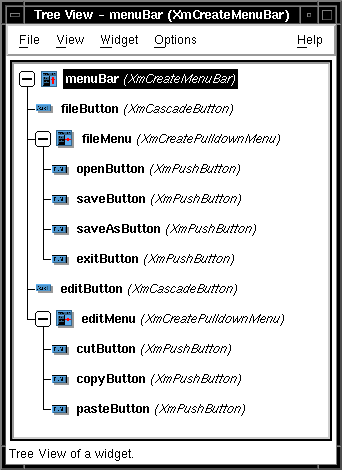 Tree View - menuBar (XmCreateMenuBar)
File View Widget Options Help
menuBar (XmCreateMenuBar)
fileButton (XmCascadeButton)
fileMenu (XmCreatePulldownMenu)
openButton (XmPushButton)
saveButton (XmPushButton)
saveAsButton (XmPushButton)
exitButton (XmPushButton)
editButton (XmCascadeButton)
editMenu (XmCreatePulldownMenu)
cutButton (XmPushButton)
copyButton (XmPushButton)
pasteButton (XmPushButton)
Tree View of a widget.